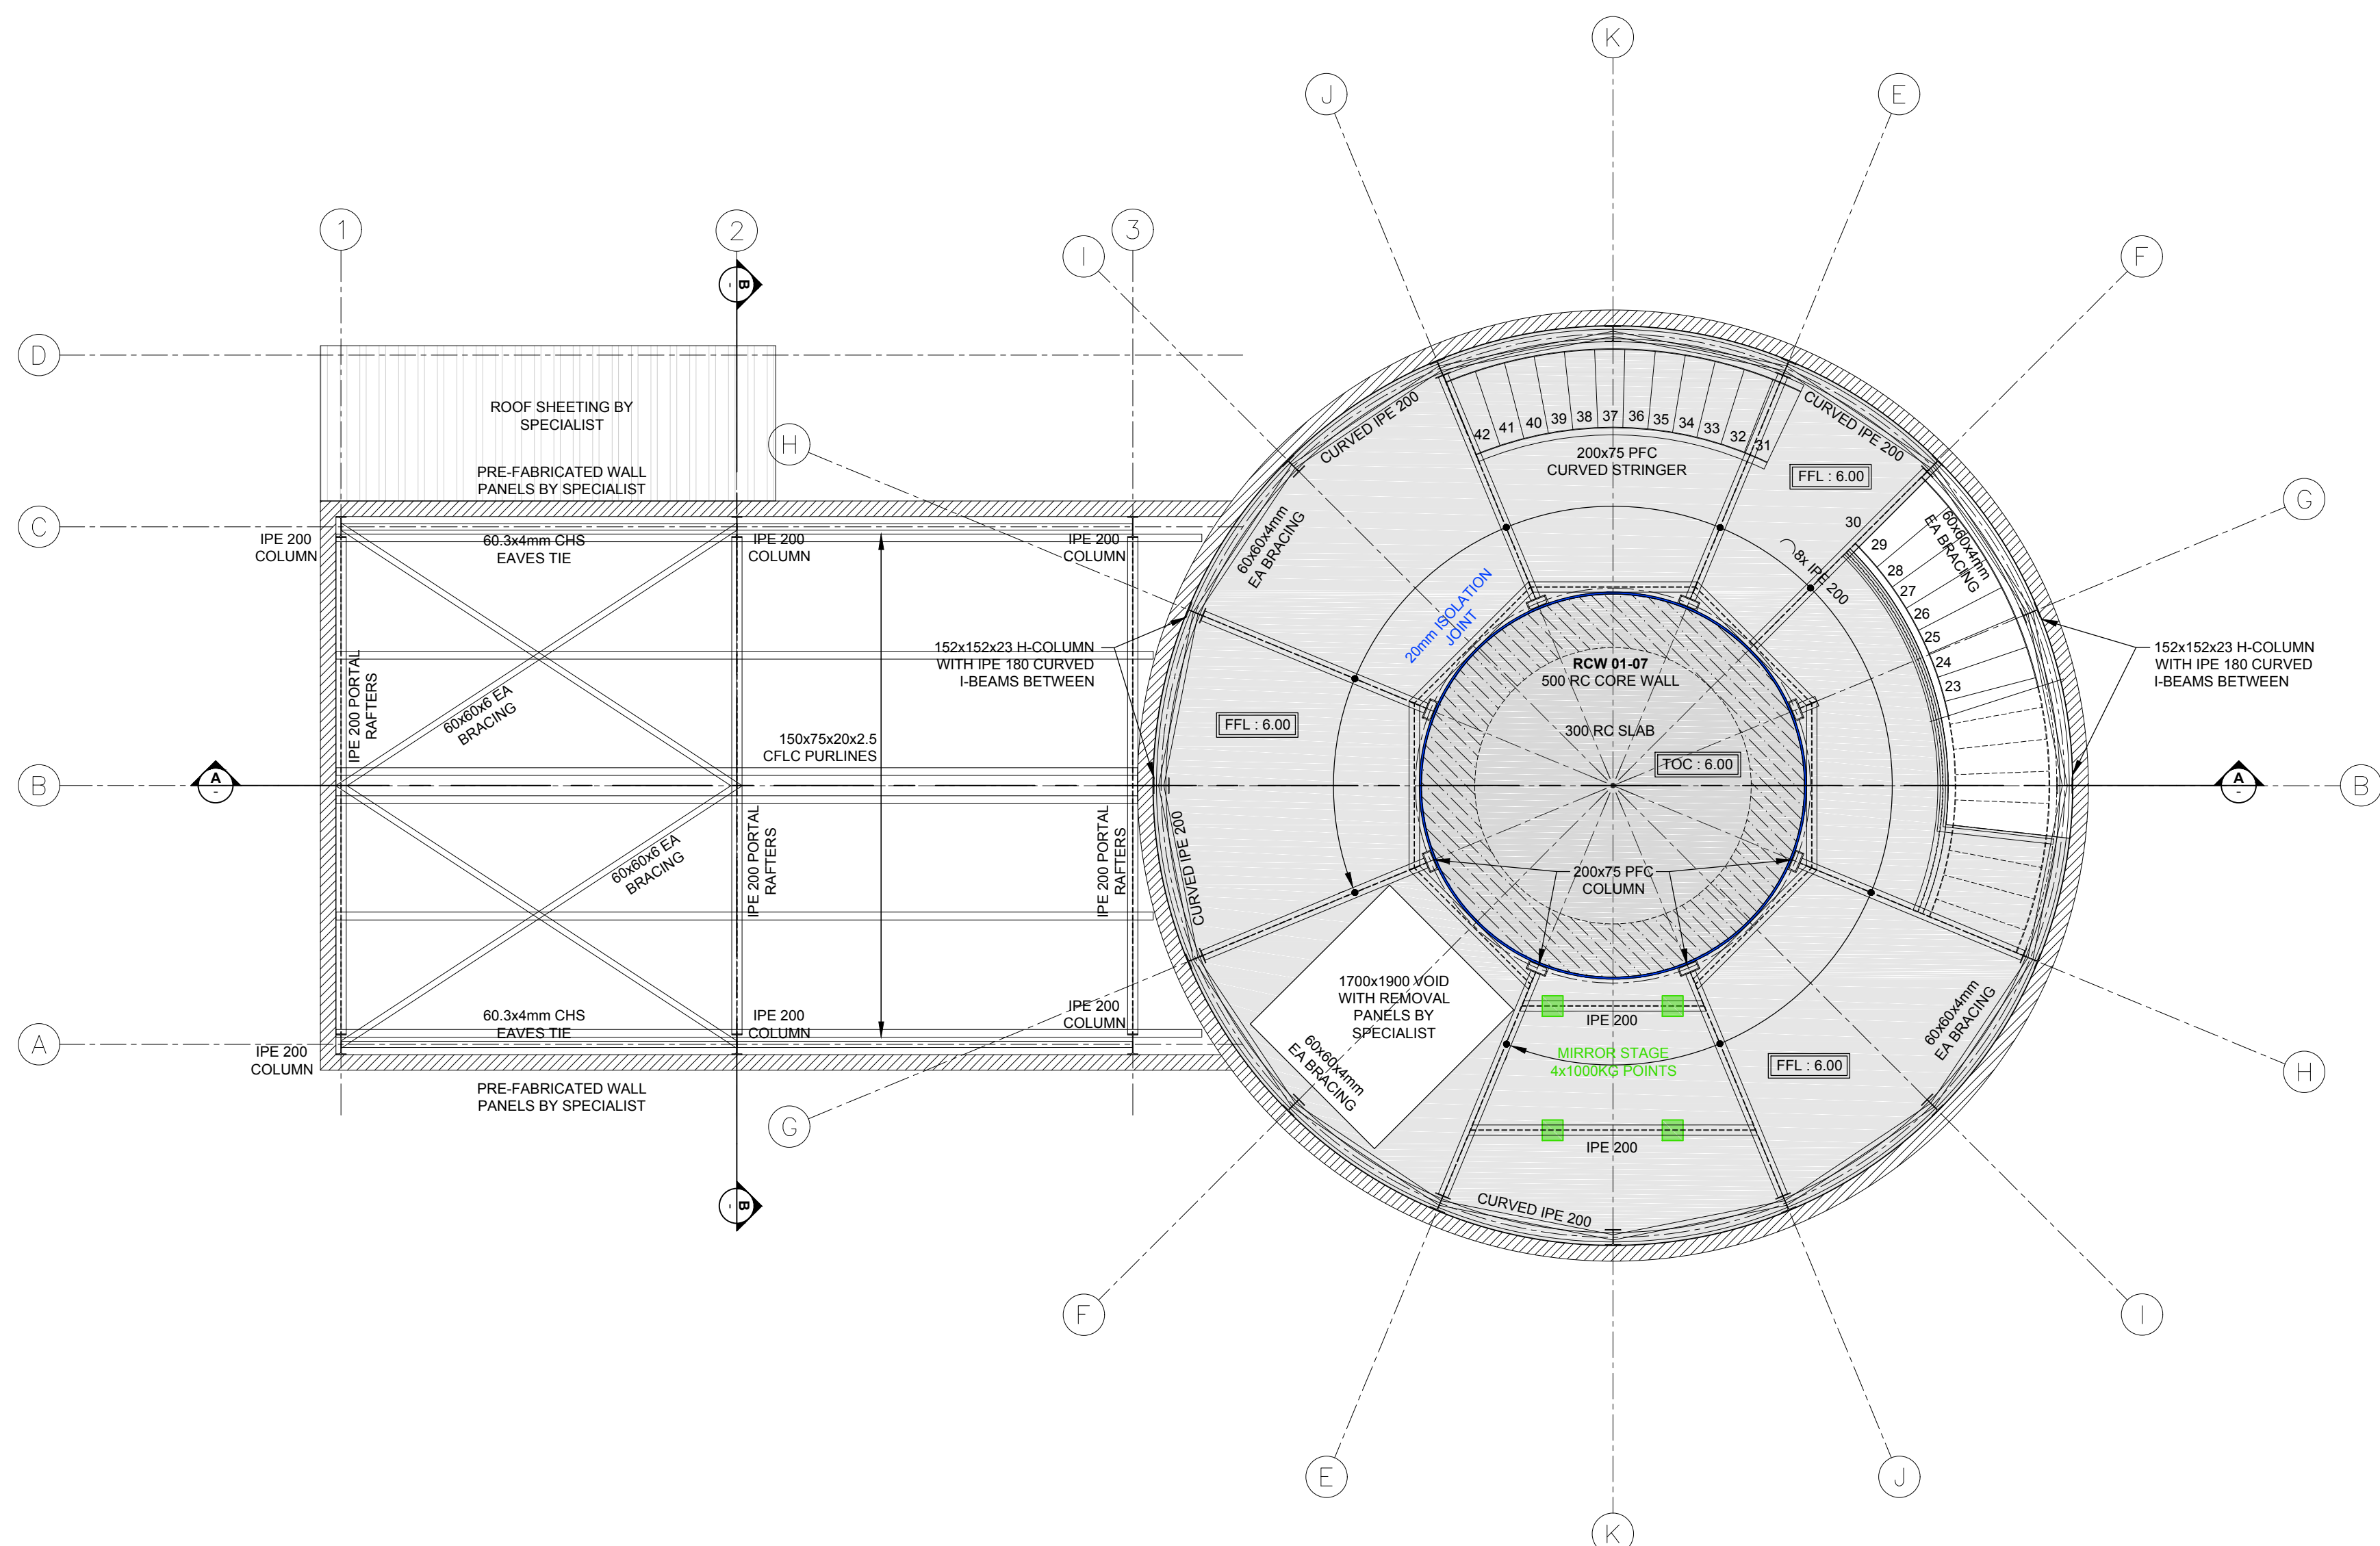 K
J
E
1
2
3
I
F
B
-
D
ROOF SHEETING BY
SPECIALIST
H
PRE-FABRICATED WALL
PANELS BY SPECIALIST
C
G
IPE 200
COLUMN
60.3x4mm CHS
EAVES TIE
IPE 200
COLUMN
IPE 200
COLUMN
CURVED IPE 200
CURVED IPE 200
42
41
40
39
38
37
36
35
34
33
32
31
200x75 PFC
CURVED STRINGER
FFL : 6.00
60x60x4mm
EA BRACING
60x60x4mm
EA BRACING
30
29
28
27
26
25
24
23
8x IPE 200
20mm ISOLATION
JOINT
152x152x23 H-COLUMN
WITH IPE 180 CURVED
I-BEAMS BETWEEN
152x152x23 H-COLUMN
WITH IPE 180 CURVED
I-BEAMS BETWEEN
RCW 01-07
500 RC CORE WALL
300 RC SLAB
TOC : 6.00
FFL : 6.00
IPE 200 PORTAL
RAFTERS
60x60x6 EA
BRACING
150x75x20x2.5
CFLC PURLINES
B
A
-
A
-
B
IPE 200 PORTAL
RAFTERS
IPE 200 PORTAL
RAFTERS
60x60x6 EA
BRACING
CURVED IPE 200
200x75 PFC
COLUMN
1700x1900 VOID
WITH REMOVAL
PANELS BY
SPECIALIST
60x60x4mm
EA BRACING
60x60x4mm
EA BRACING
IPE 200
MIRROR STAGE
4x1000KG POINTS
FFL : 6.00
IPE 200
CURVED IPE 200
A
60.3x4mm CHS
EAVES TIE
IPE 200
COLUMN
IPE 200
COLUMN
IPE 200
COLUMN
PRE-FABRICATED WALL
PANELS BY SPECIALIST
H
G
B
-
F
I
E
J
K